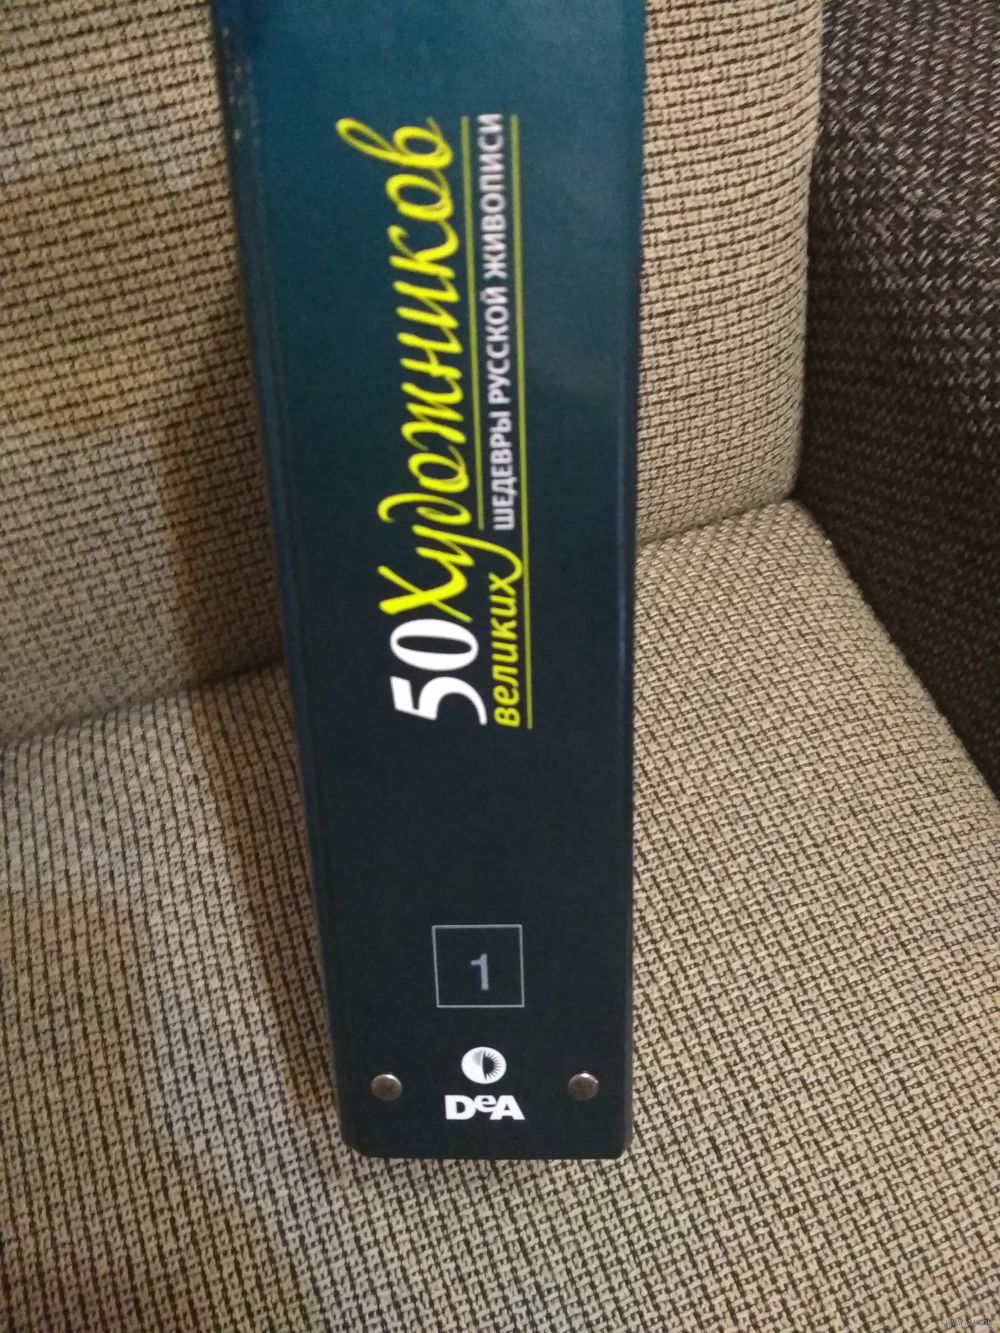 50 Художников
великих ШЕДЕВРЫ РУССКОЙ ЖИВОПИСИ
1
DeA